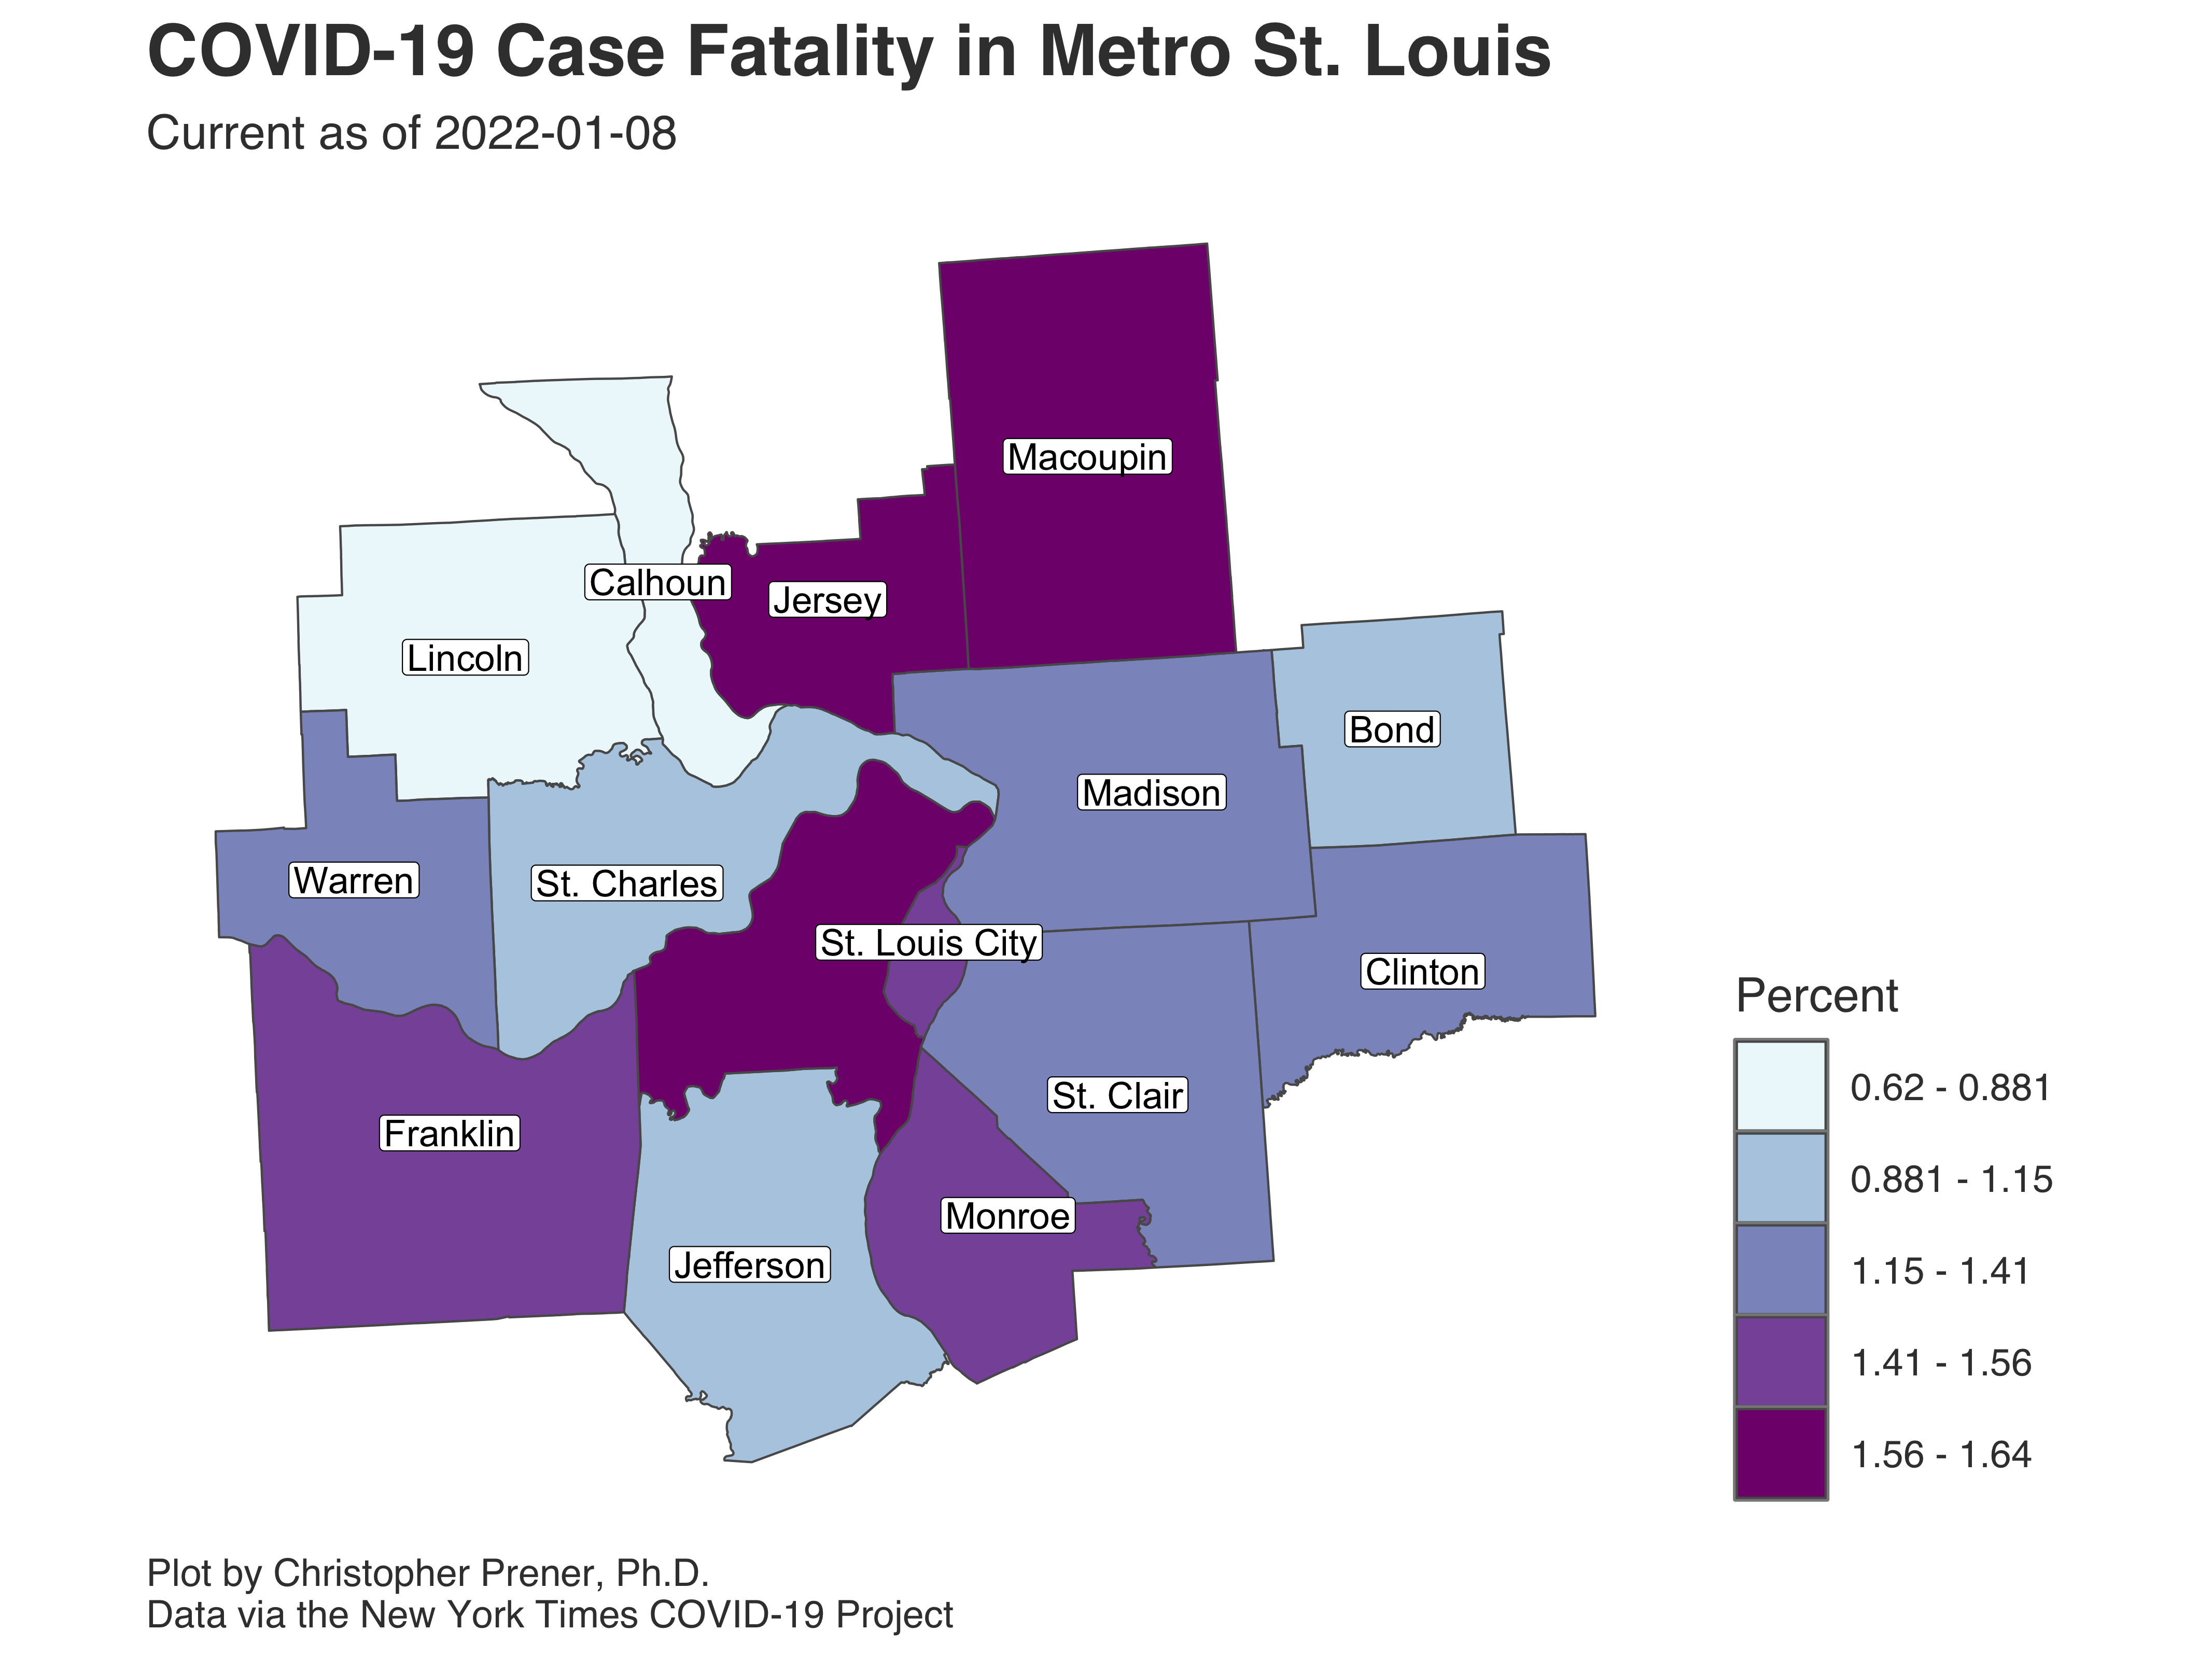 COVID-19 Case Fatality in Metro St. Louis
Current as of 2022-01-08
Macoupin
Calhoun
Jersey
Lincoln
Bond
Madison
Warren
St. Charles
St. Louis City
Clinton
St. Clair
Franklin
Monroe
Jefferson
Percent
0.62 - 0.881
0.881 - 1.15
1.15 - 1.41
1.41 - 1.56
1.56 - 1.64
Plot by Christopher Prener, Ph.D.
Data via the New York Times COVID-19 Project